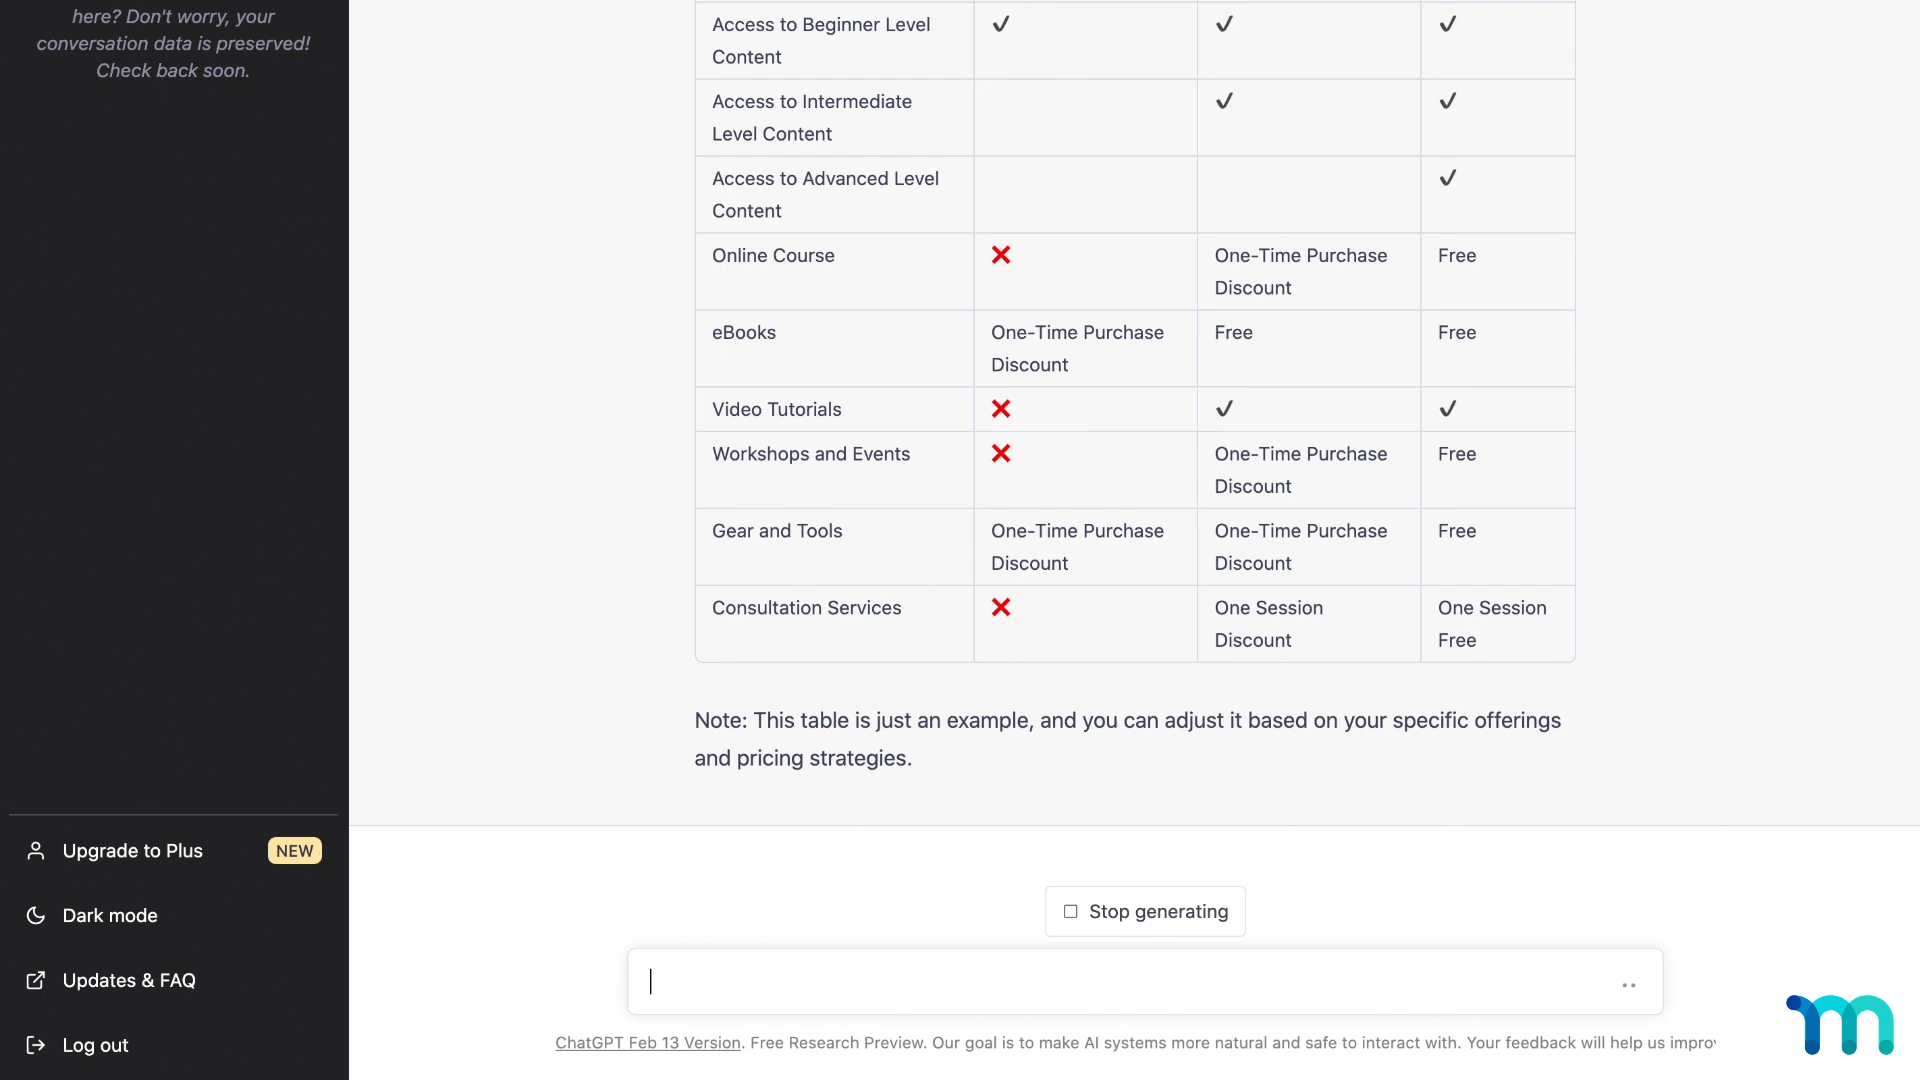 here? Don't worry, your
conversation data is preserved!
Check back soon.
Upgrade to Plus NEW
Dark mode
Updates & FAQ
Log out
Access to Beginner Level
Content
✓ ✓ ✓
Access to Intermediate
Level Content
✓ ✓
Access to Advanced Level
Content
✓
Online Course ❌ One-Time Purchase Free
Discount
eBooks One-Time Purchase Free Free
Discount
Video Tutorials ❌ ✓ ✓
Workshops and Events ❌ One-Time Purchase Free
Discount
Gear and Tools One-Time Purchase One-Time Purchase Free
Discount Discount
Consultation Services ❌ One Session One Session
Discount Free
Note: This table is just an example, and you can adjust it based on your specific offerings
and pricing strategies.
Stop generating
ChatGPT Feb 13 Version. Free Research Preview. Our goal is to make AI systems more natural and safe to interact with. Your feedback will help us impro
m